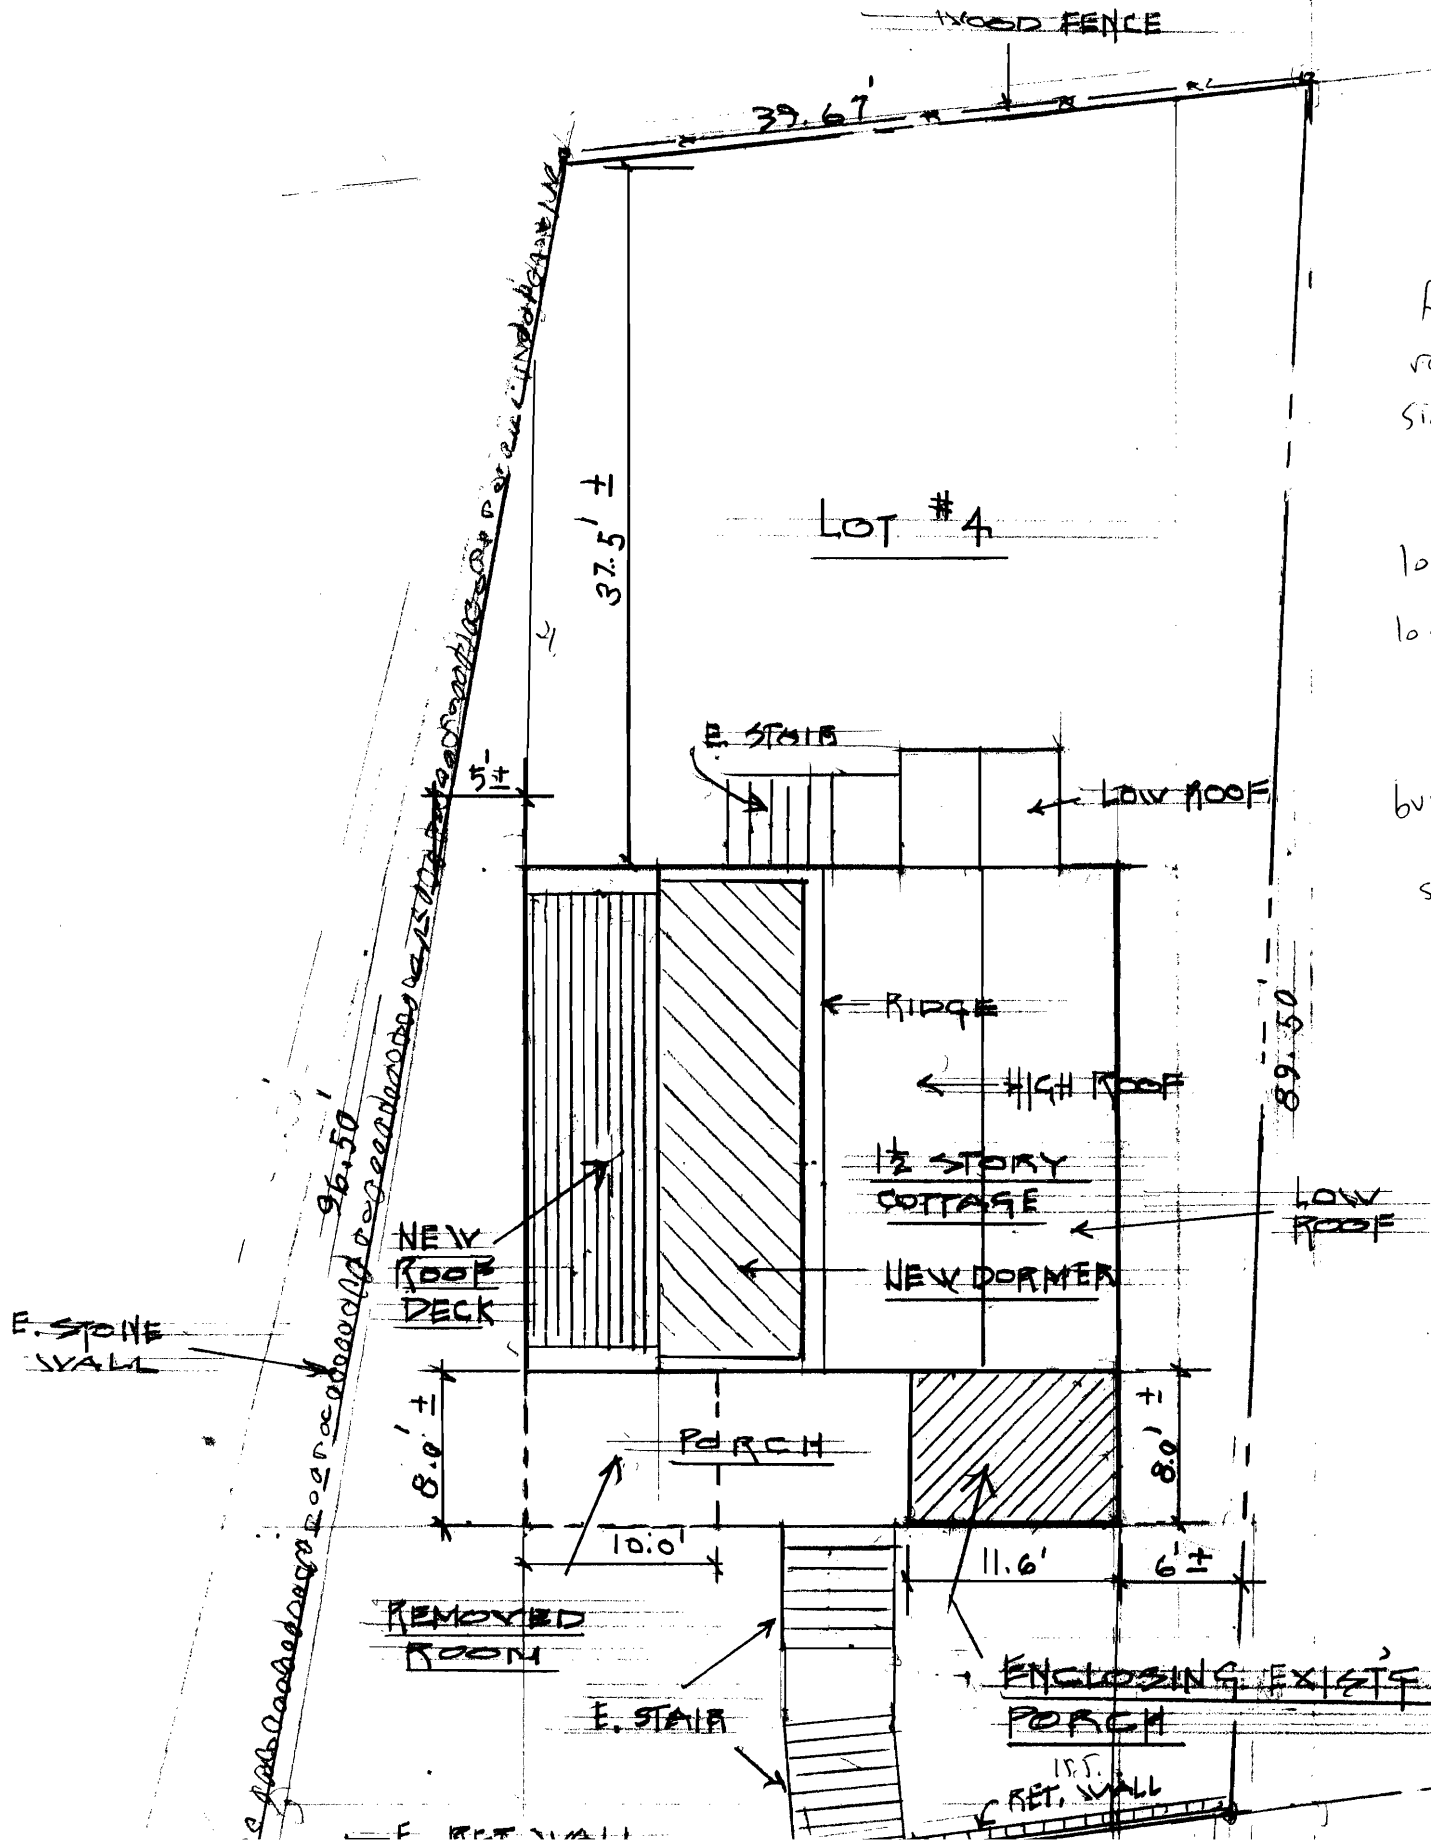 WOOD FENCE
39.67'
37.5' ±
LOT #4
E. STAIR
5'±
LOW ROOF
RIDGE
HIGH ROOF
89.50'
1½ STORY
COTTAGE
96.50'
LOW
ROOF
NEW
ROOF
DECK
NEW DORMER
E. STONE
WALL
8.0' ±
PORCH
8.0' ±
10.0'
11.6'
6' ±
REMOVED
ROOM
E. STAIR
ENCLOSING EXIST'G
PORCH
RET. WALL
E. RET WALL